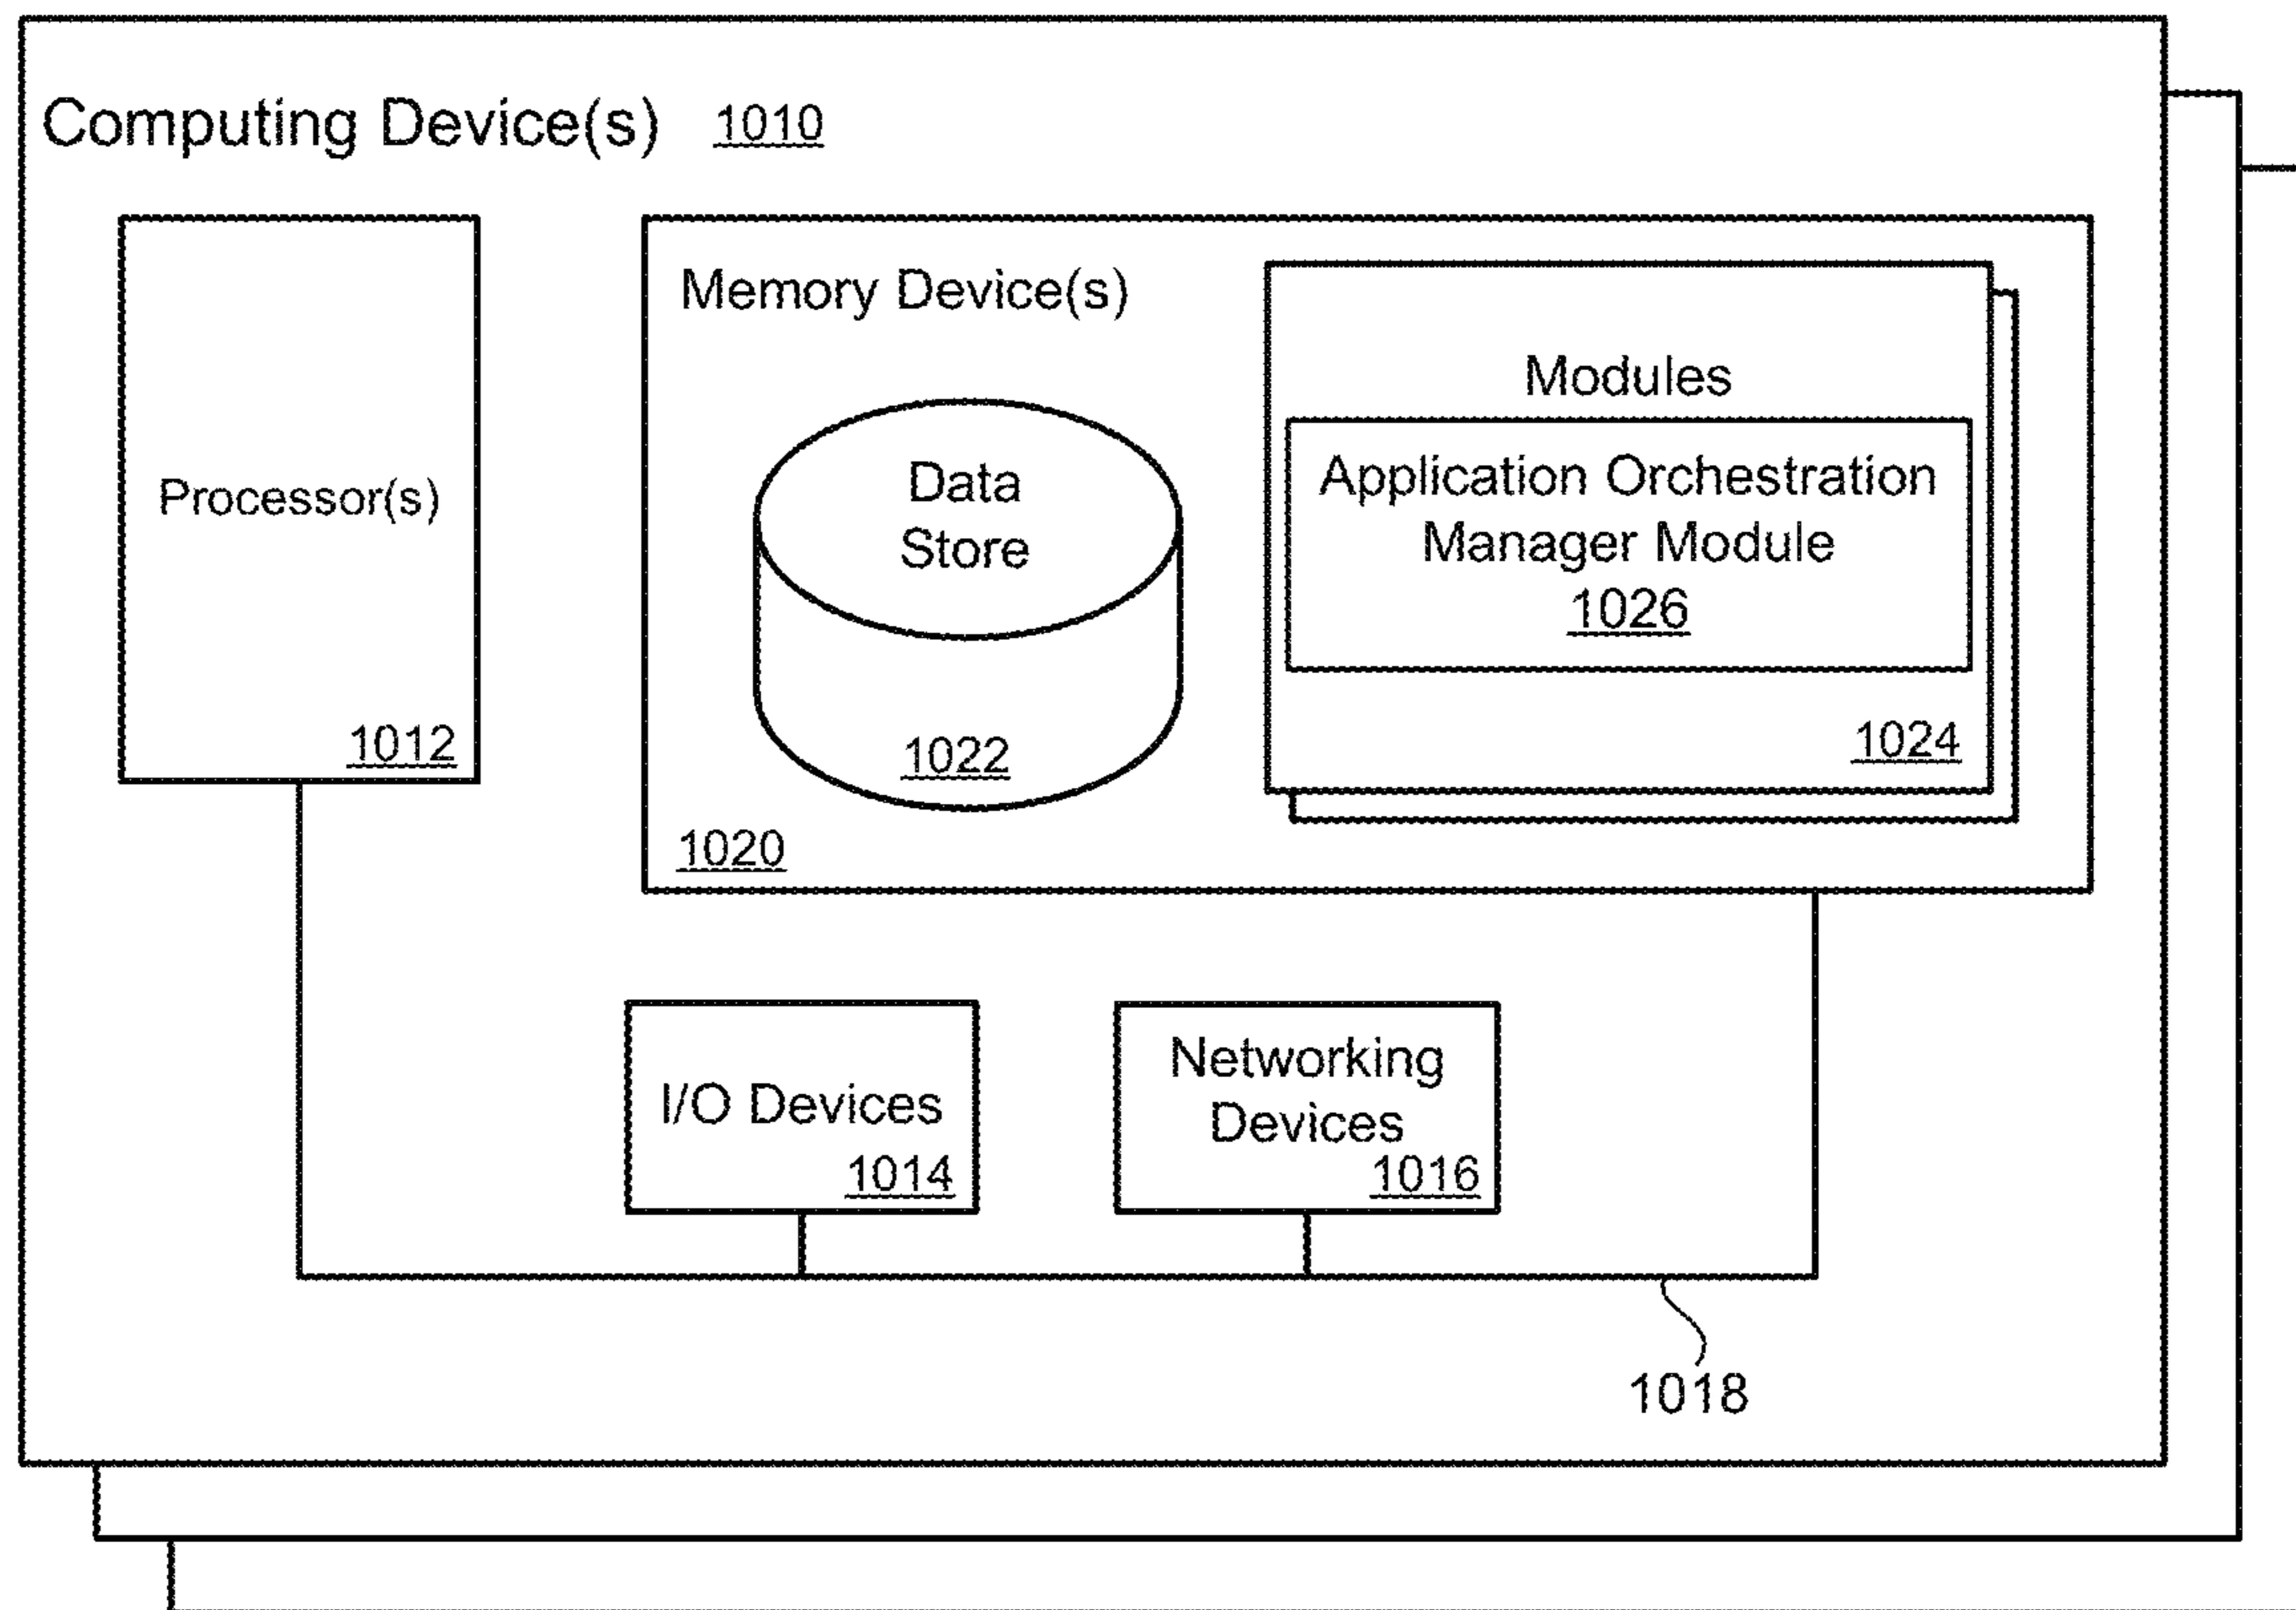 Computing Device(s) 1010
Processor(s)
1012
Memory Device(s)
Data
Store
1022
1020
Modules
Application Orchestration
Manager Module
1026
1024
I/O Devices
1014
Networking
Devices
1016
1018